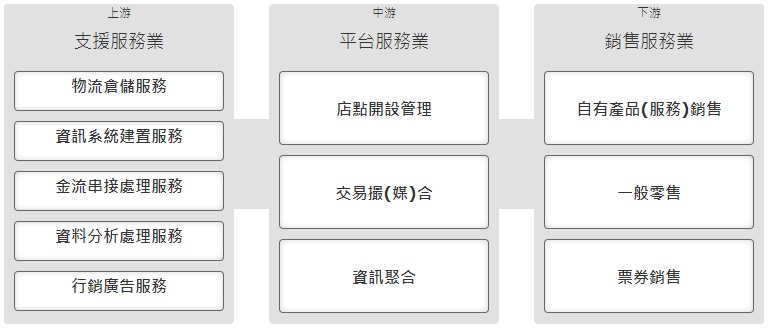 上游
支援服務業
物流倉儲服務
資訊系統建置服務
金流串接處理服務
資料分析處理服務
行銷廣告服務
中游
平台服務業
店點開設管理
交易撮(媒)合
資訊聚合
下游
銷售服務業
自有產品(服務)銷售
一般零售
票券銷售